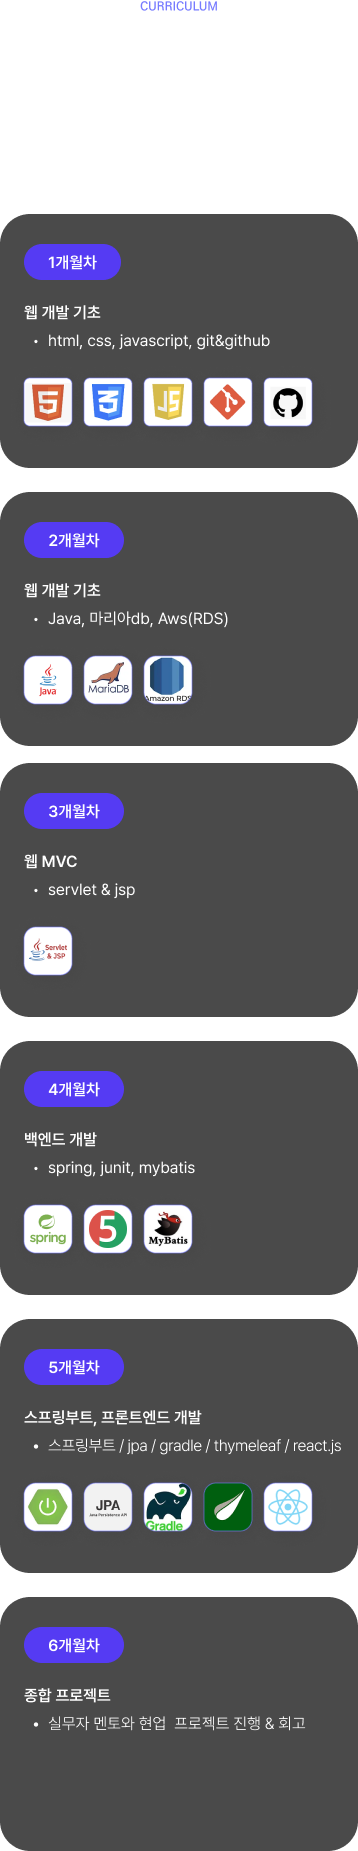 CURRICULUM
1개월차
웹 개발 기초
• html, css, javascript, git&github
5
3
JS
2개월차
웹 개발 기초
• Java, 마리아db, Aws(RDS)
Java
MariaDB
Amazon RDS
3개월차
웹 MVC
• servlet & jsp
Servlet
& JSP
4개월차
백엔드 개발
• spring, junit, mybatis
spring
5
MyBatis
5개월차
스프링부트, 프론트엔드 개발
• 스프링부트 / jpa / gradle / thymeleaf / react.js
JPA
Java Persistence API
Gradle
6개월차
종합 프로젝트
• 실무자 멘토와 현업 프로젝트 진행 & 회고